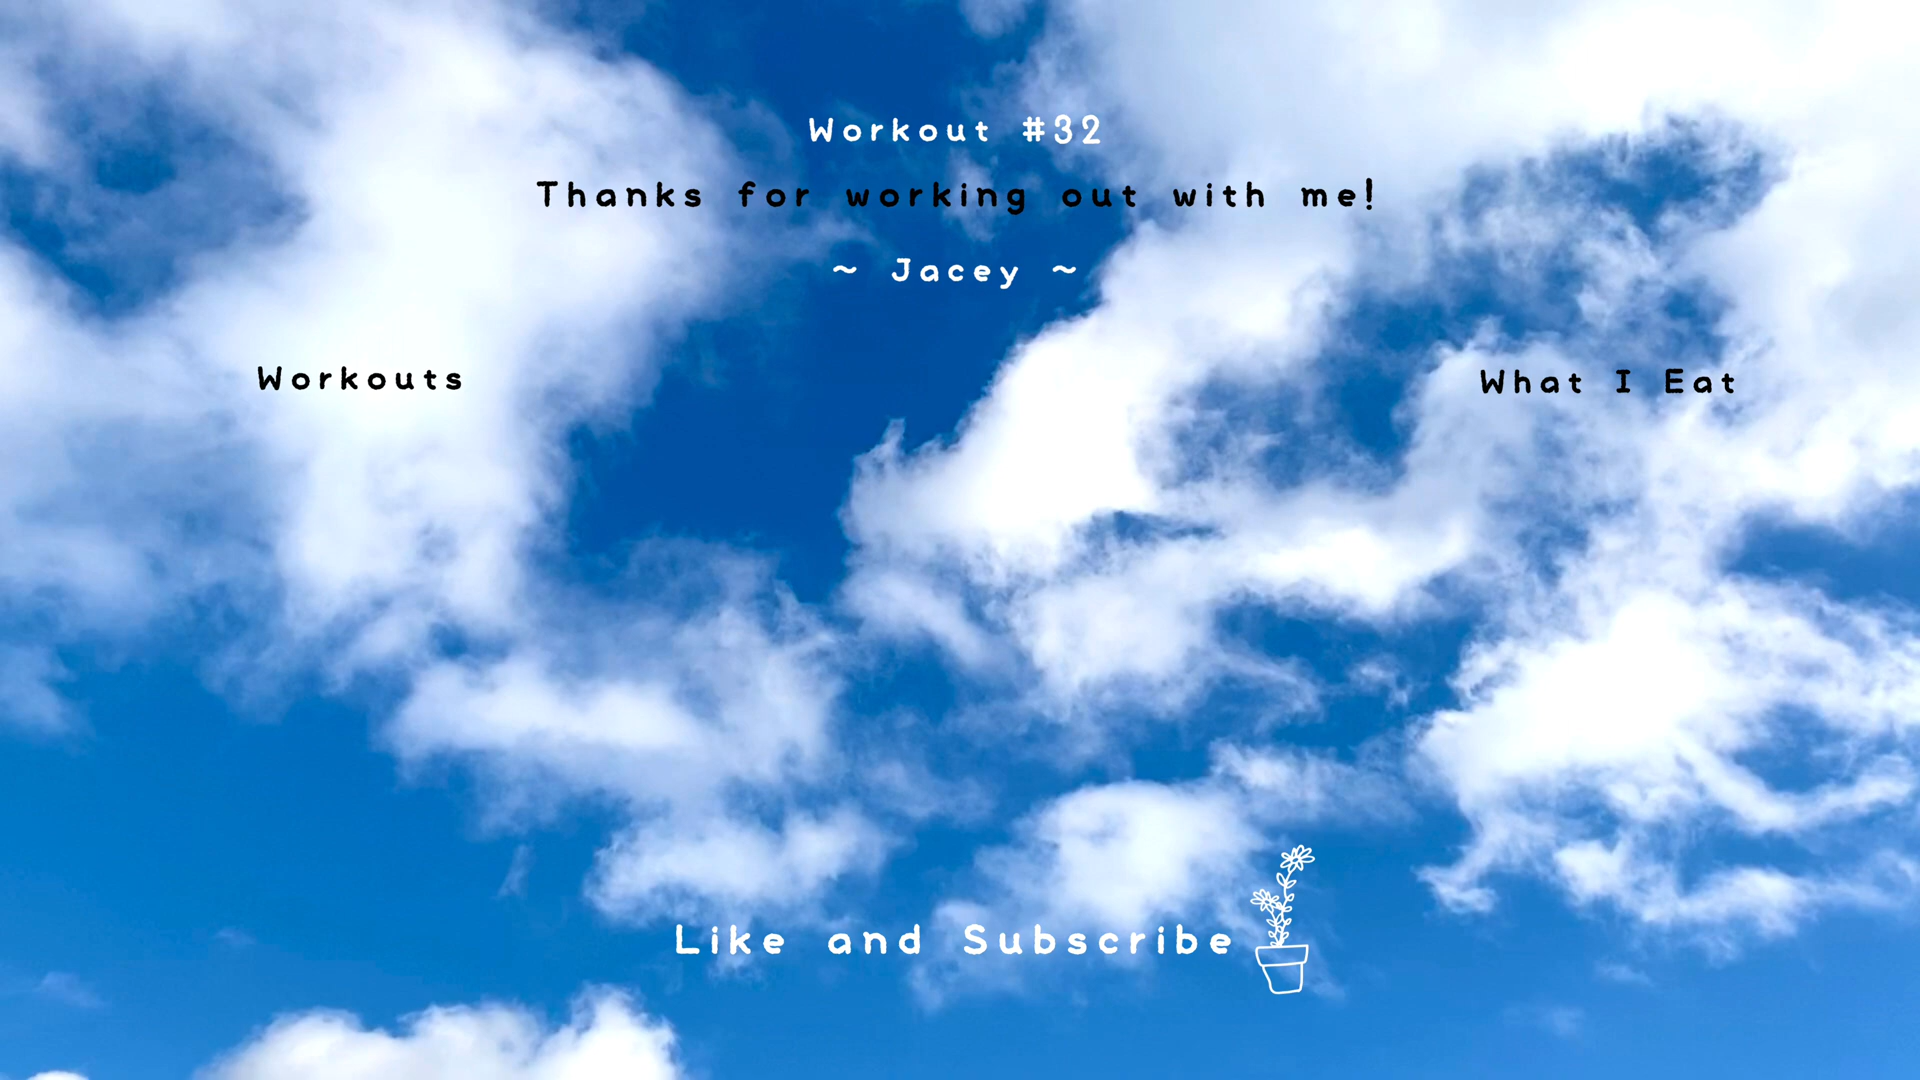 Workout #32
Thanks for working out with me!
~ Jacey ~
Workouts
What I Eat
Like and Subscribe